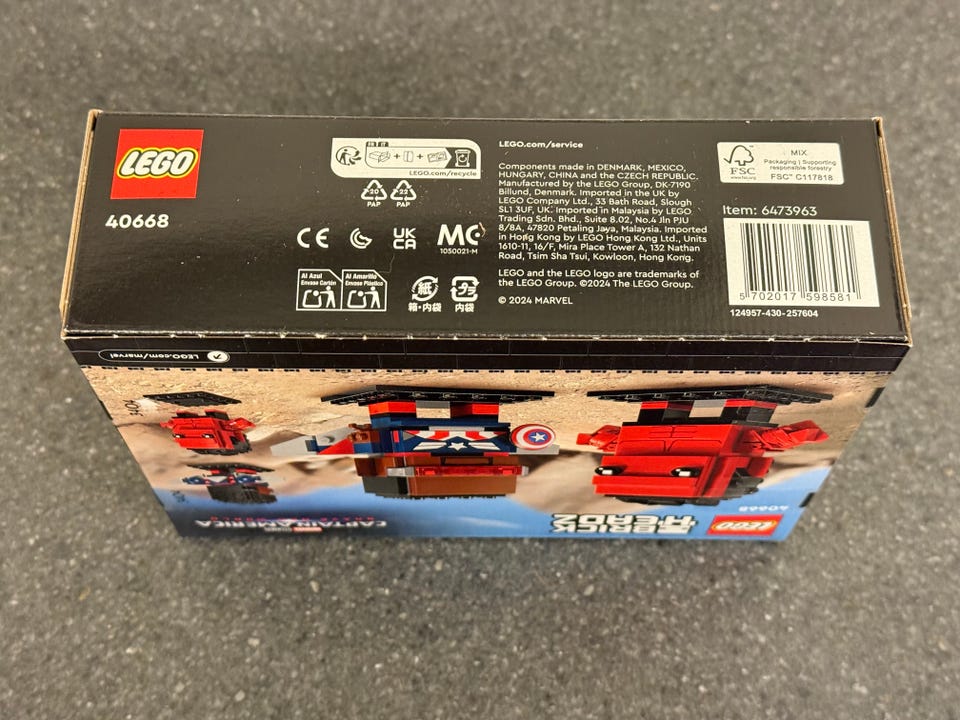 LEGO
40668
FR IT
LEGO.com/recycle
20
PAP
22
PAP
CE
UK
CA
MC
1050021-M
Al Azul
Envase Cartón
Al Amarillo
Envase Plástico
紙
箱・内袋
プラ
内袋
LEGO.com/service
Components made in DENMARK, MEXICO,
HUNGARY, CHINA and the CZECH REPUBLIC.
Manufactured by the LEGO Group, DK-7190
Billund, Denmark. Imported in the UK by
LEGO Company Ltd., 33 Bath Road, Slough
SL1 3UF, UK. Imported in Malaysia by LEGO
Trading Sdn. Bhd., Suite 8.02, No.4 Jln PJU
8/8A, 47820 Petaling Jaya, Malaysia. Imported
in Hong Kong by LEGO Hong Kong Ltd., Units
1610-11, 16/F, Mira Place Tower A, 132 Nathan
Road, Tsim Sha Tsui, Kowloon, Hong Kong.
LEGO and the LEGO logo are trademarks of
the LEGO Group. ©2024 The LEGO Group.
© 2024 MARVEL
FSC
www.fsc.org
MIX
Packaging | Supporting
responsible forestry
FSC™ C117818
Item: 6473963
5 702017 598581
124957-430-257604
LEGO.com/marvel
CAPTAIN AMERICA
BRICK
HEADZ
LEGO
40668